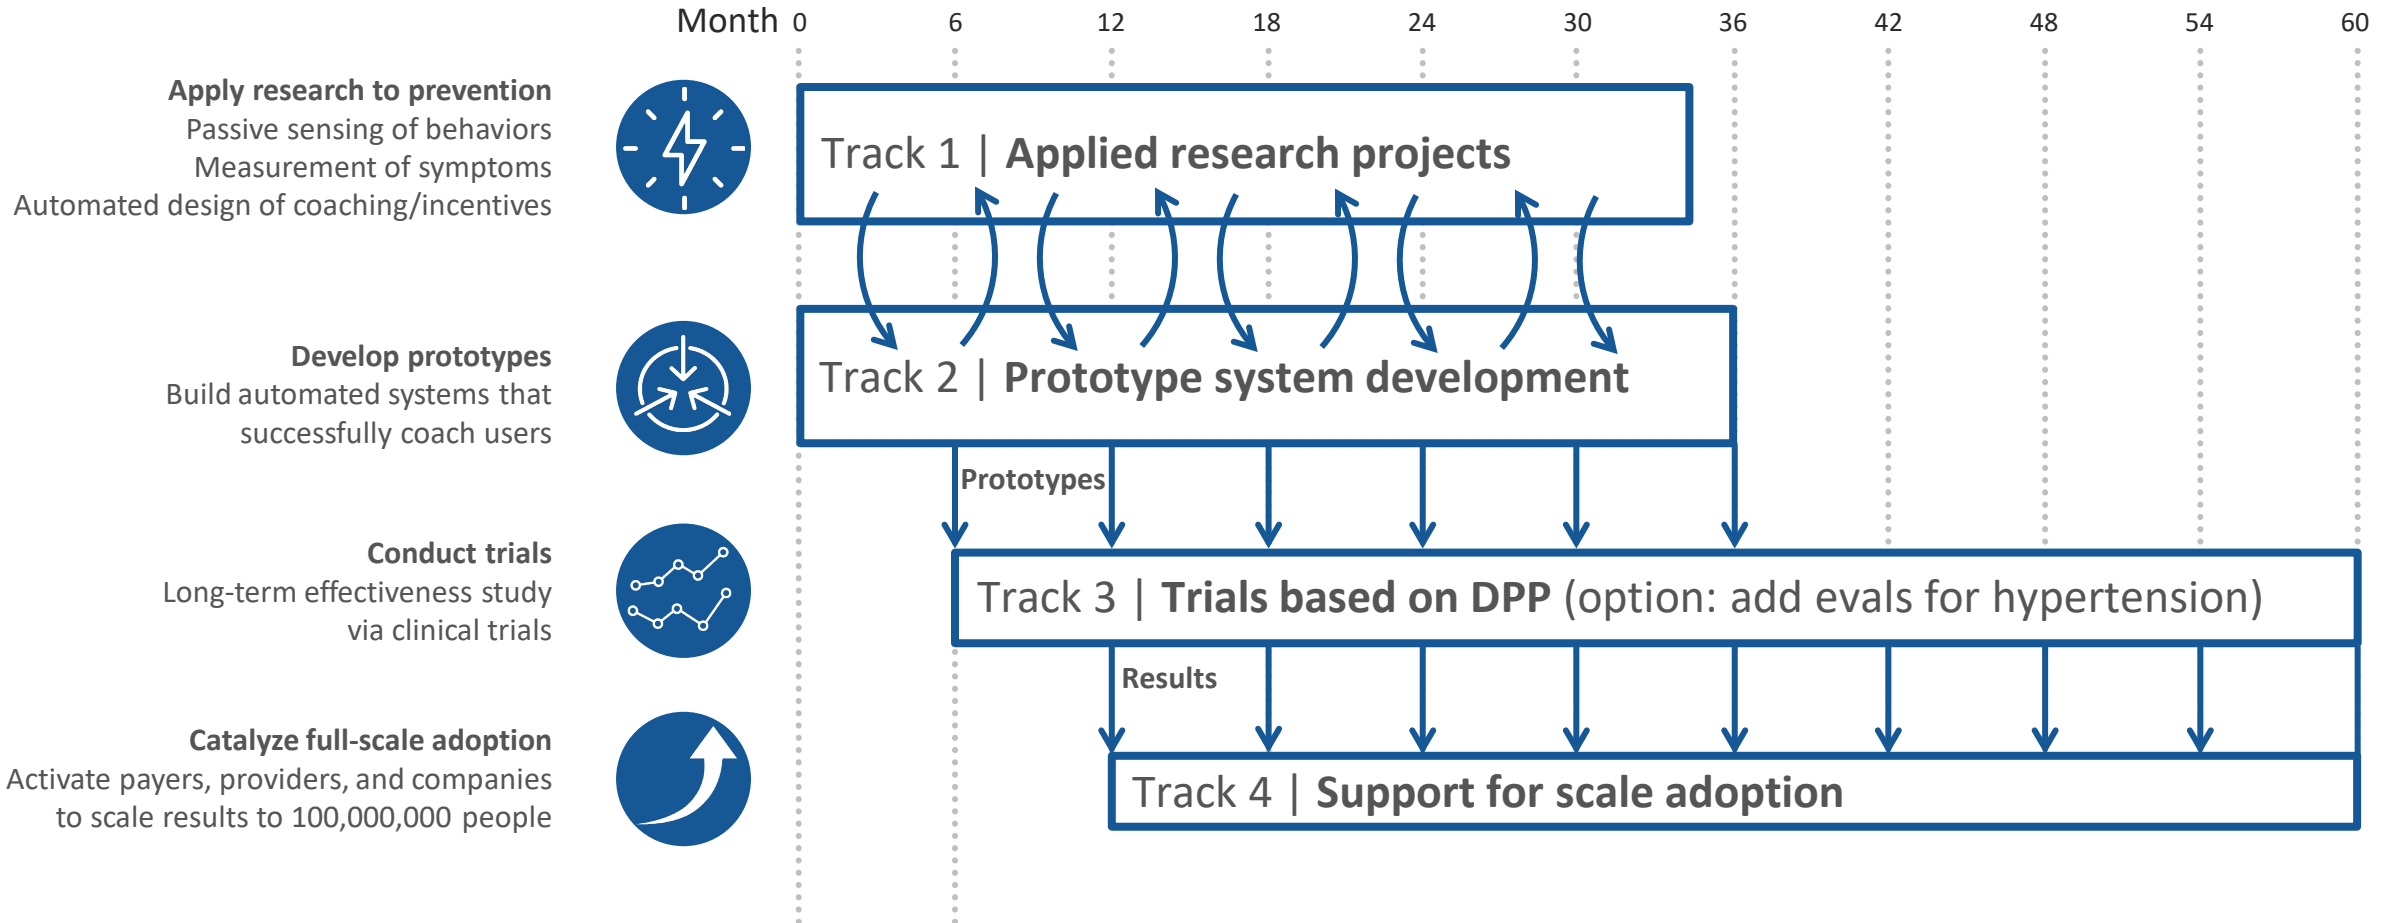 Month 0 6 12 18 24 30 36 42 48 54 60
Apply research to prevention
Passive sensing of behaviors
Measurement of symptoms
Automated design of coaching/incentives
Track 1 | Applied research projects
Develop prototypes
Build automated systems that
successfully coach users
Track 2 | Prototype system development
Prototypes
Conduct trials
Long-term effectiveness study
via clinical trials
Track 3 | Trials based on DPP (option: add evals for hypertension)
Results
Catalyze full-scale adoption
Activate payers, providers, and companies
to scale results to 100,000,000 people
Track 4 | Support for scale adoption